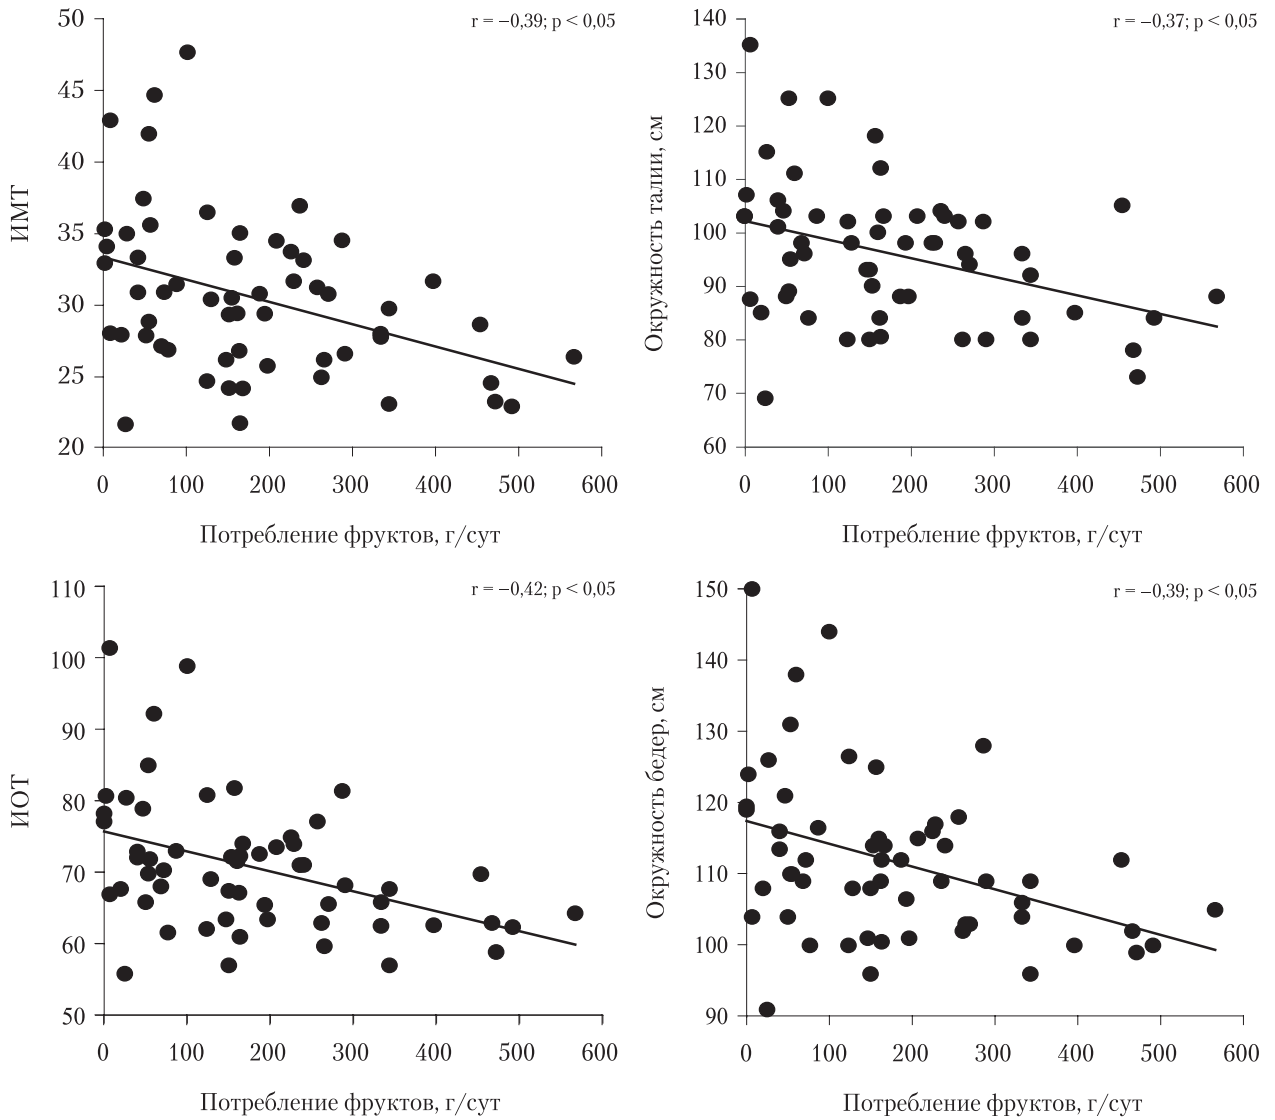 r = −0,39; p < 0,05
ИМТ
50
45
40
35
30
25
20
0 100 200 300 400 500 600
Потребление фруктов, г/сут
r = −0,37; p < 0,05
Окружность талии, см
140
130
120
110
100
90
80
70
60
0 100 200 300 400 500 600
Потребление фруктов, г/сут
r = −0,42; p < 0,05
ИОТ
110
100
90
80
70
60
50
0 100 200 300 400 500 600
Потребление фруктов, г/сут
r = −0,39; p < 0,05
Окружность бедер, см
150
140
130
120
110
100
90
0 100 200 300 400 500 600
Потребление фруктов, г/сут